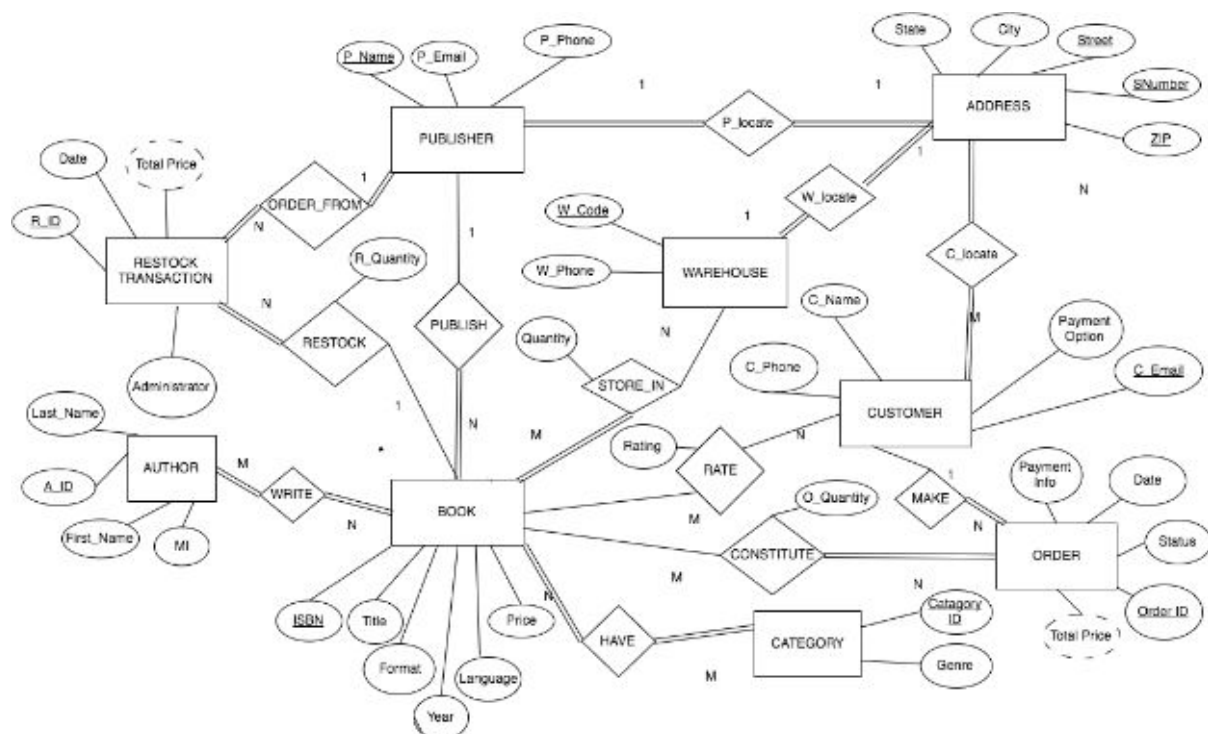 State
City
Street
SNumber
ZIP
ADDRESS
P_Name
P_Email
P_Phone
PUBLISHER
1
P_locate
1
Date
Total Price
R_ID
RESTOCK
TRANSACTION
ORDER_FROM
1
N
R_Quantity
N
RESTOCK
1
Administrator
1
PUBLISH
N
W_Code
W_Phone
WAREHOUSE
1
W_locate
1
N
C_locate
M
Quantity
STORE_IN
N
M
C_Name
C_Phone
Payment
Option
C_Email
CUSTOMER
Rating
RATE
N
M
1
MAKE
N
Last_Name
A_ID
First_Name
MI
AUTHOR
M
WRITE
N
*
BOOK
ISBN
Title
Format
Year
Language
Price
O_Quantity
CONSTITUTE
M
N
Payment
Info
Date
Status
Order ID
Total Price
ORDER
N
HAVE
M
CATEGORY
Catagory
ID
Genre